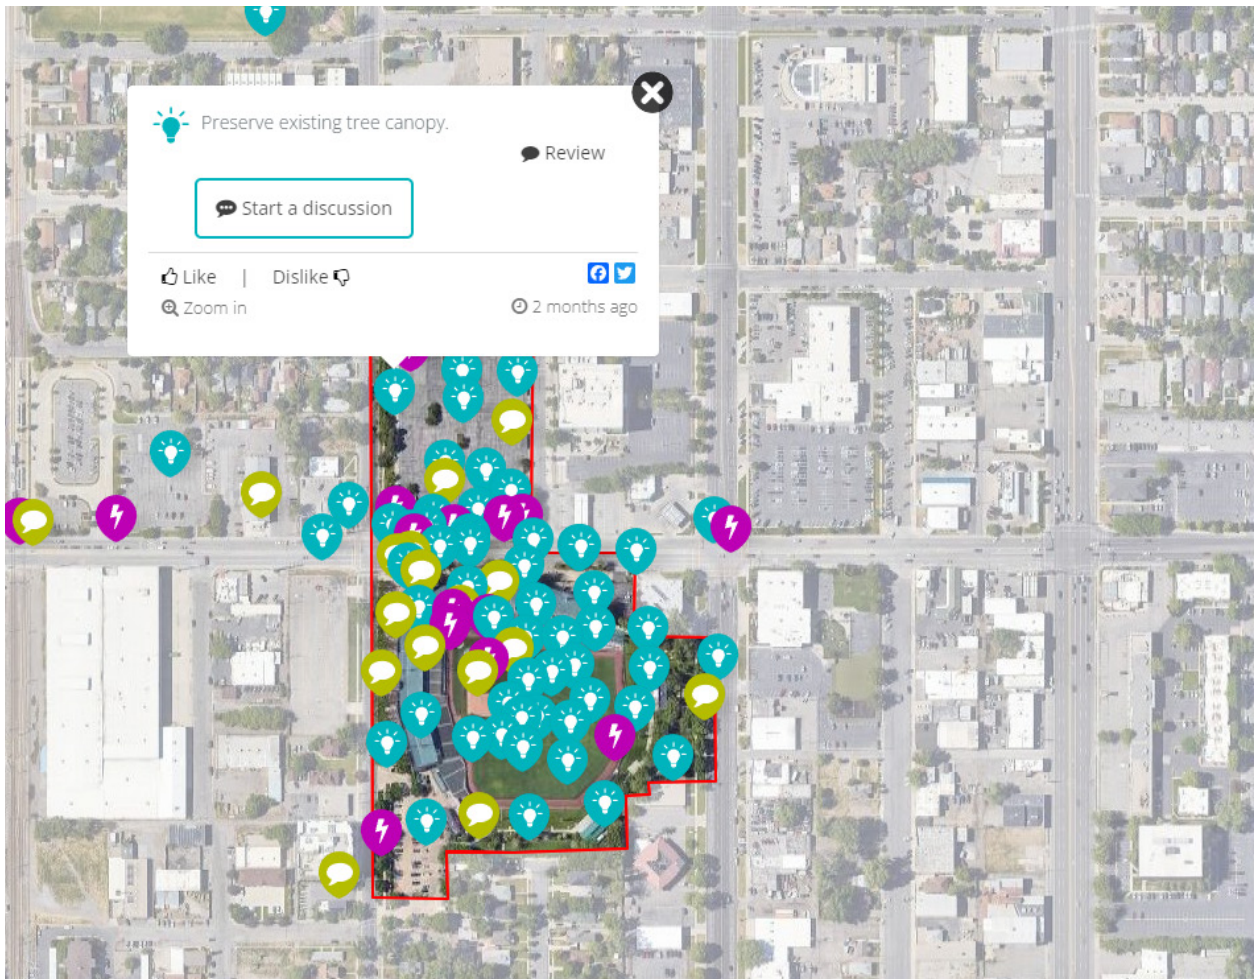 Preserve existing tree canopy.
Review
Start a discussion
Like | Dislike
Zoom in
2 months ago